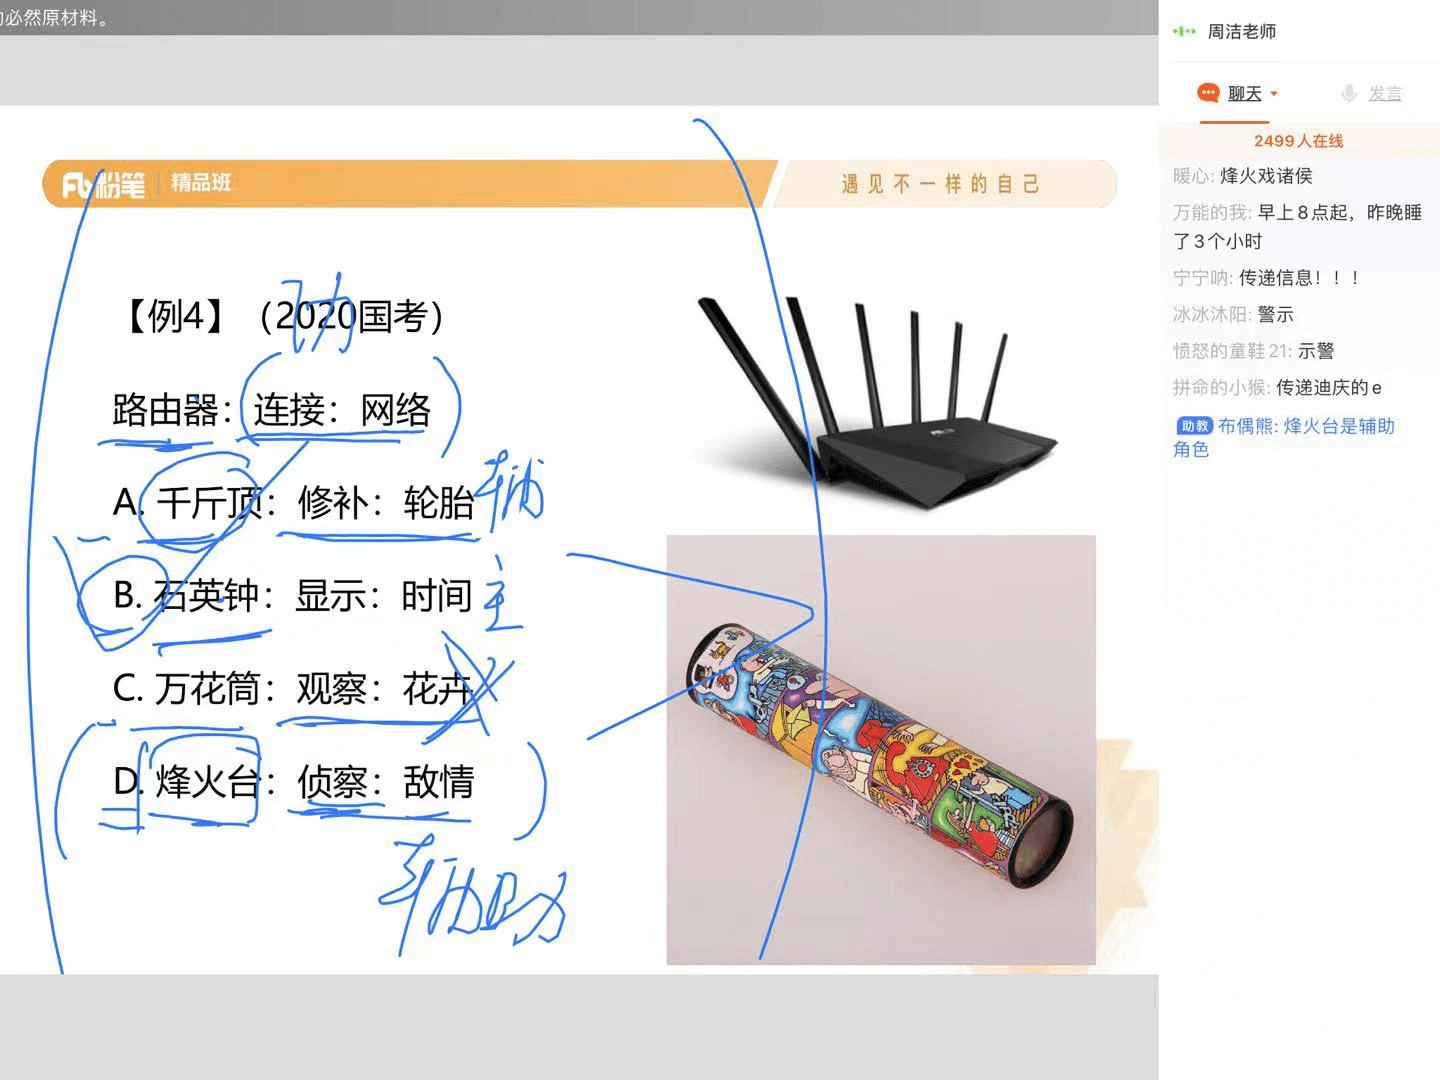 的必然原材料。
粉笔 精品班
遇见不一样的自己
【例4】（2020国考）
功
路由器：连接：网络
A. 千斤顶：修补：轮胎
辅
B. 石英钟：显示：时间
主
C. 万花筒：观察：花卉
D. 烽火台：侦察：敌情
辅助
周洁老师
聊天
发言
2499人在线
暖心: 烽火戏诸侯
万能的我: 早上8点起，昨晚睡
了3个小时
宁宁呐: 传递信息！！！
冰冰沐阳: 警示
愤怒的童鞋21: 示警
拼命的小猴: 传递迪庆的e
助教 布偶熊: 烽火台是辅助
角色